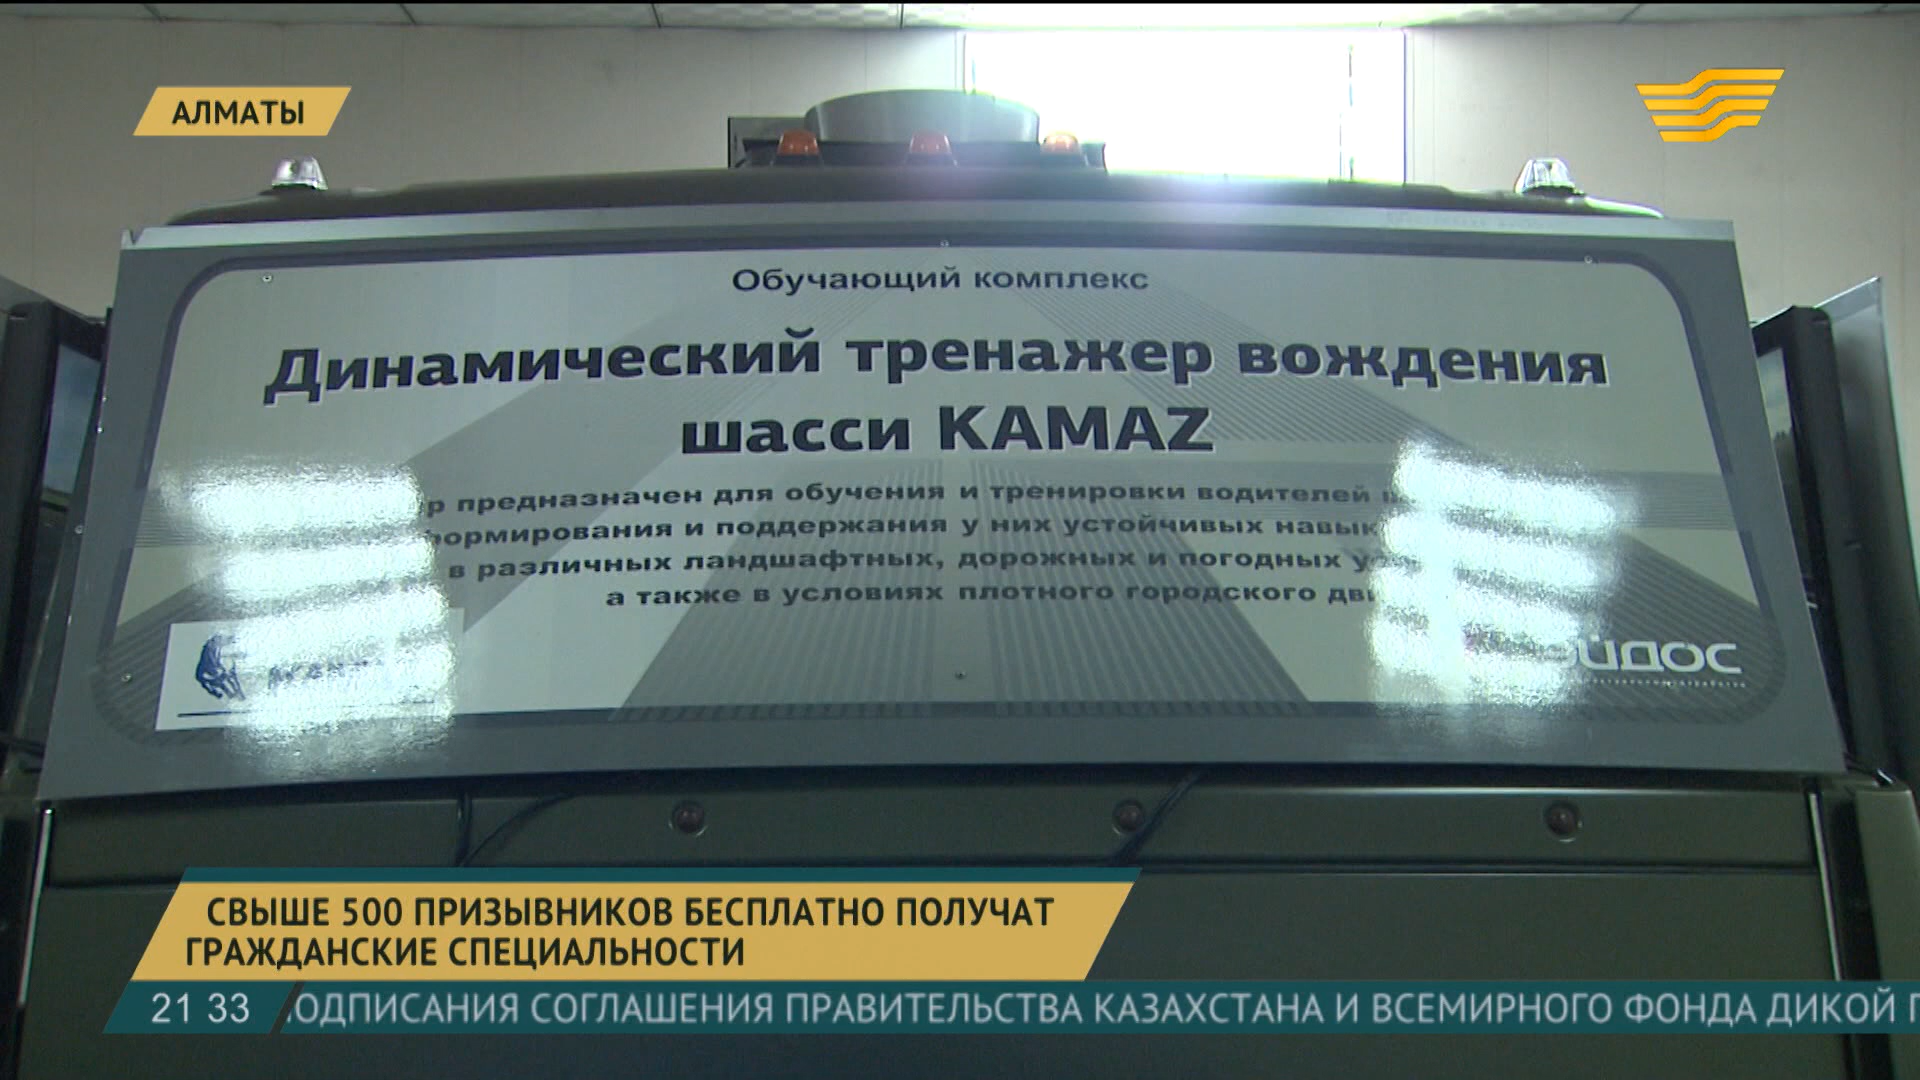 АЛМАТЫ
Обучающий комплекс
Динамический тренажер вождения
шасси KAMAZ
предназначен для обучения и тренировки водителей
формирования и поддержания у них устойчивых
в различных ландшафтных, дорожных и погодных
а также в условиях плотного городского
СВЫШЕ 500 ПРИЗЫВНИКОВ БЕСПЛАТНО ПОЛУЧАТ
ГРАЖДАНСКИЕ СПЕЦИАЛЬНОСТИ
21 33 ПОДПИСАНИЯ СОГЛАШЕНИЯ ПРАВИТЕЛЬСТВА КАЗАХСТАНА И ВСЕМИРНОГО ФОНДА ДИКОЙ